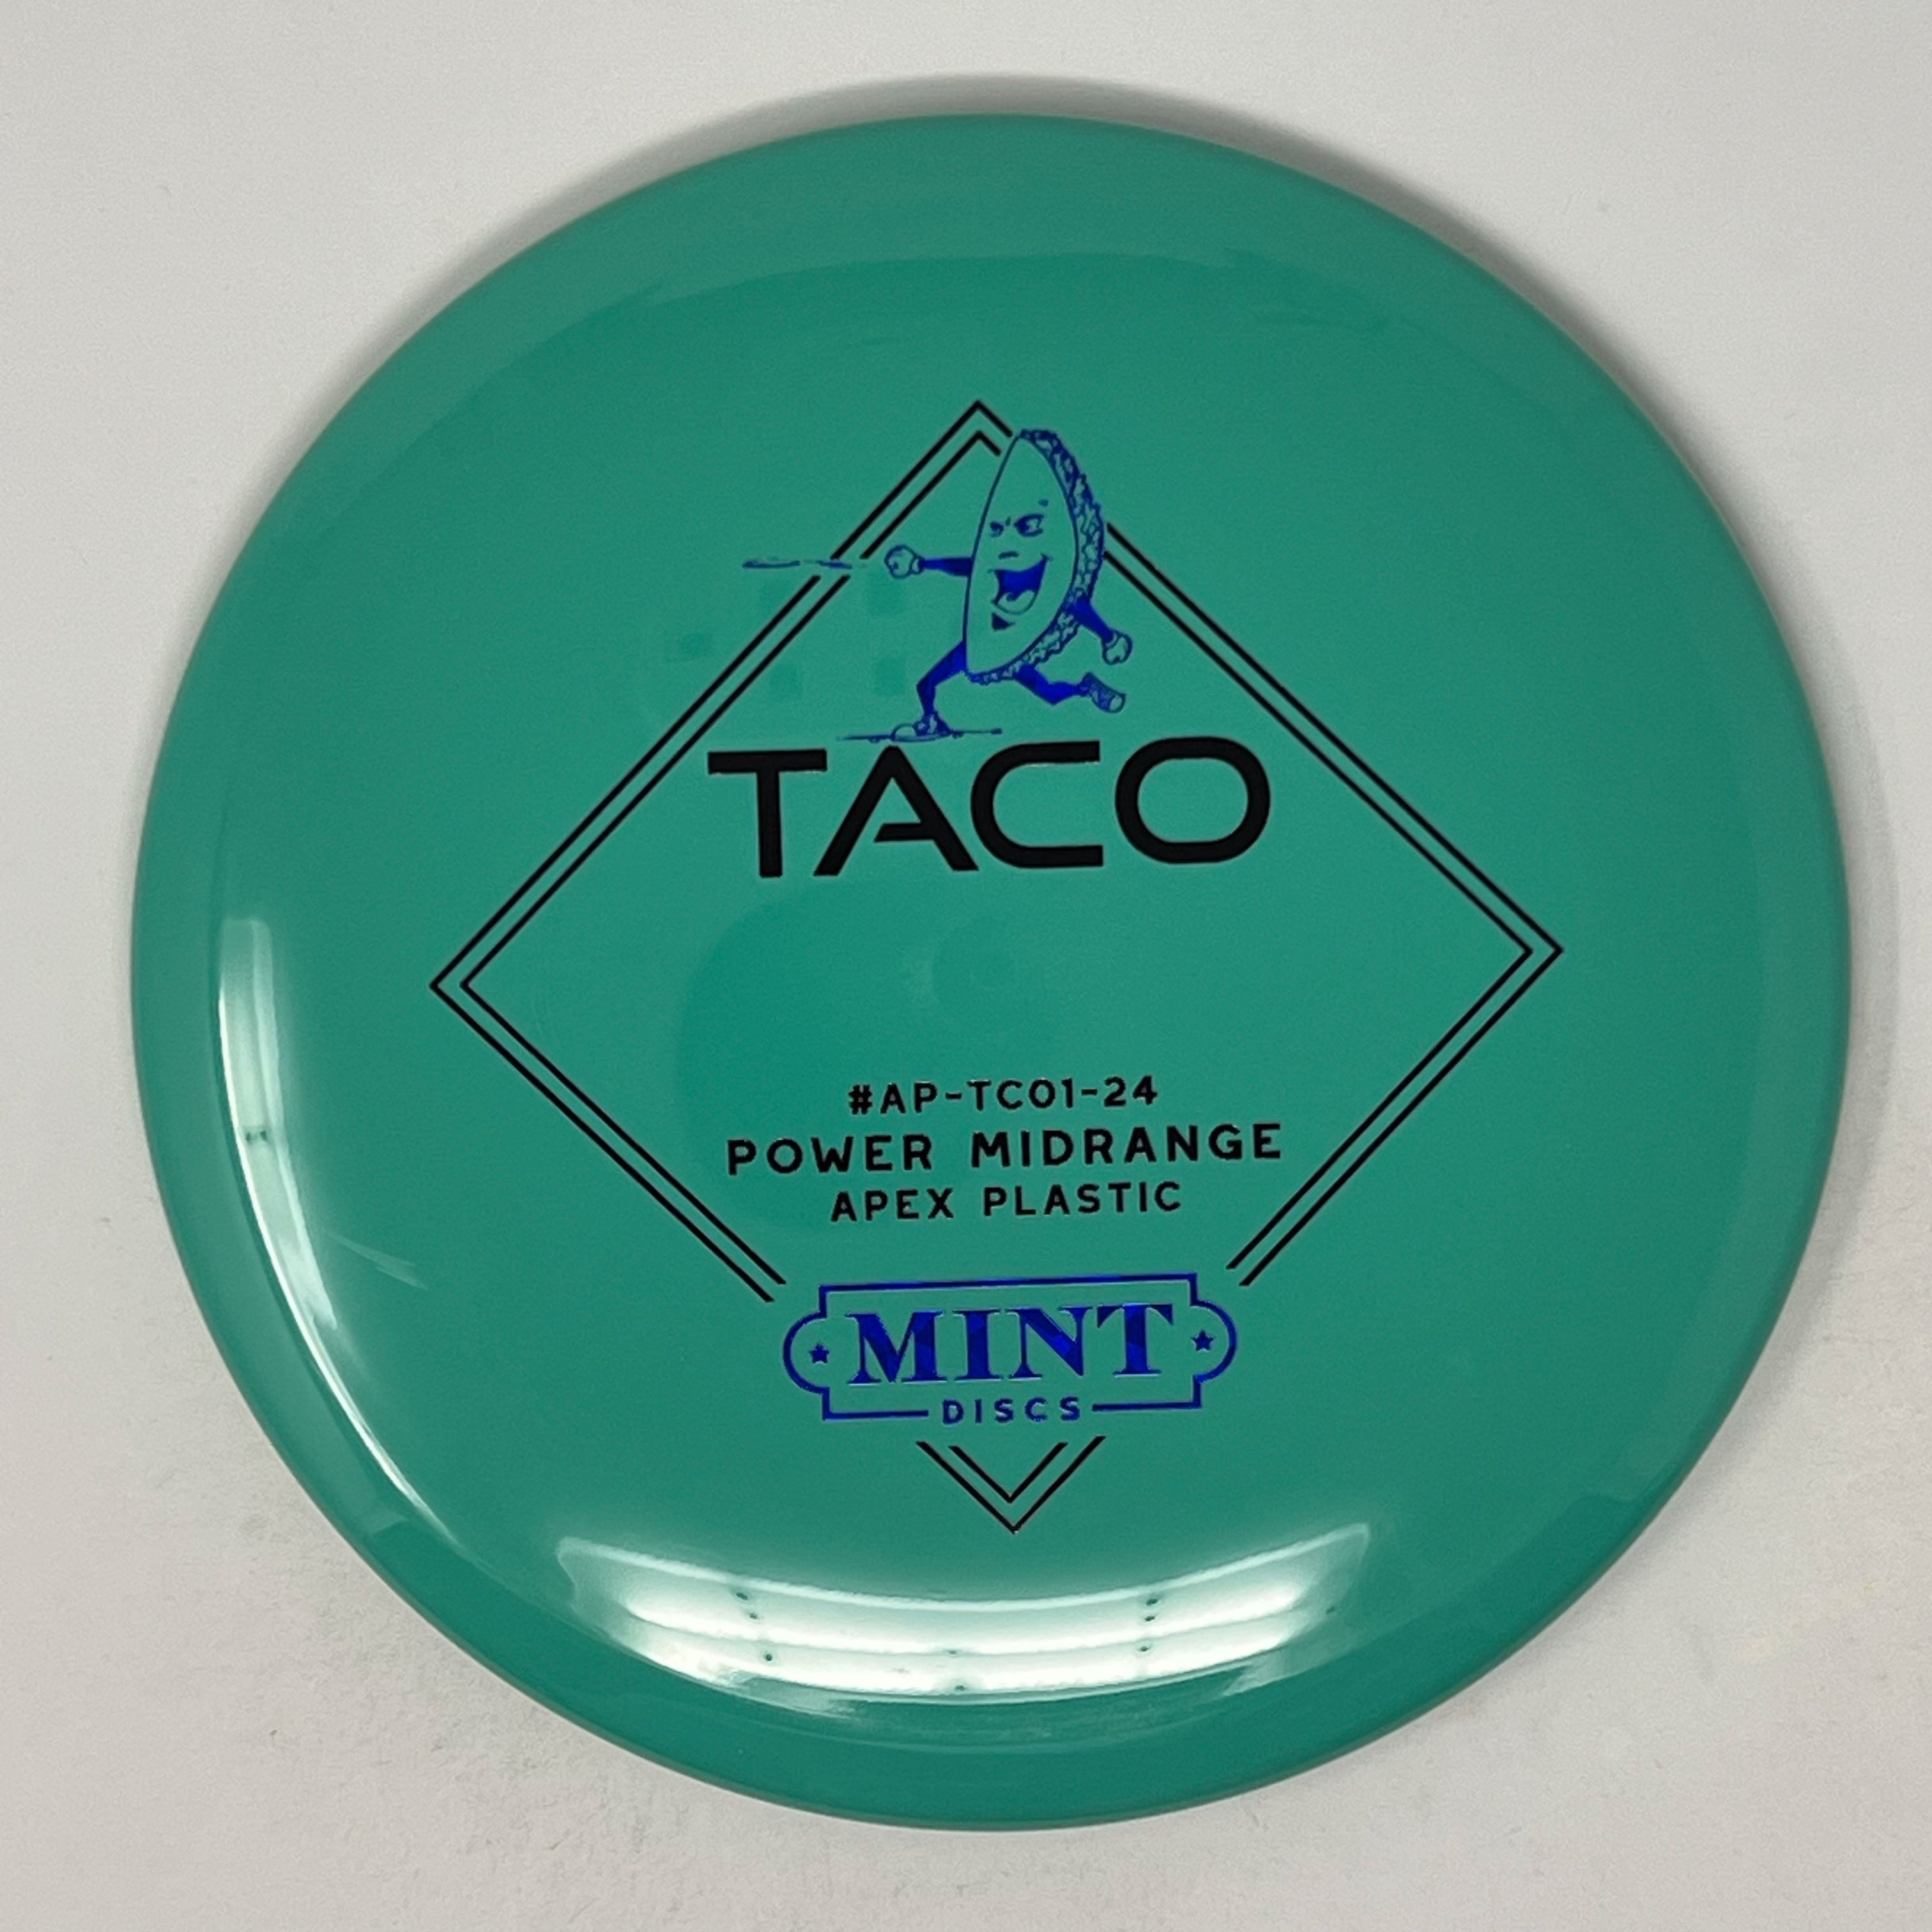 TACO
#AP-TC01-24
POWER MIDRANGE
APEX PLASTIC
MINT
DISCS